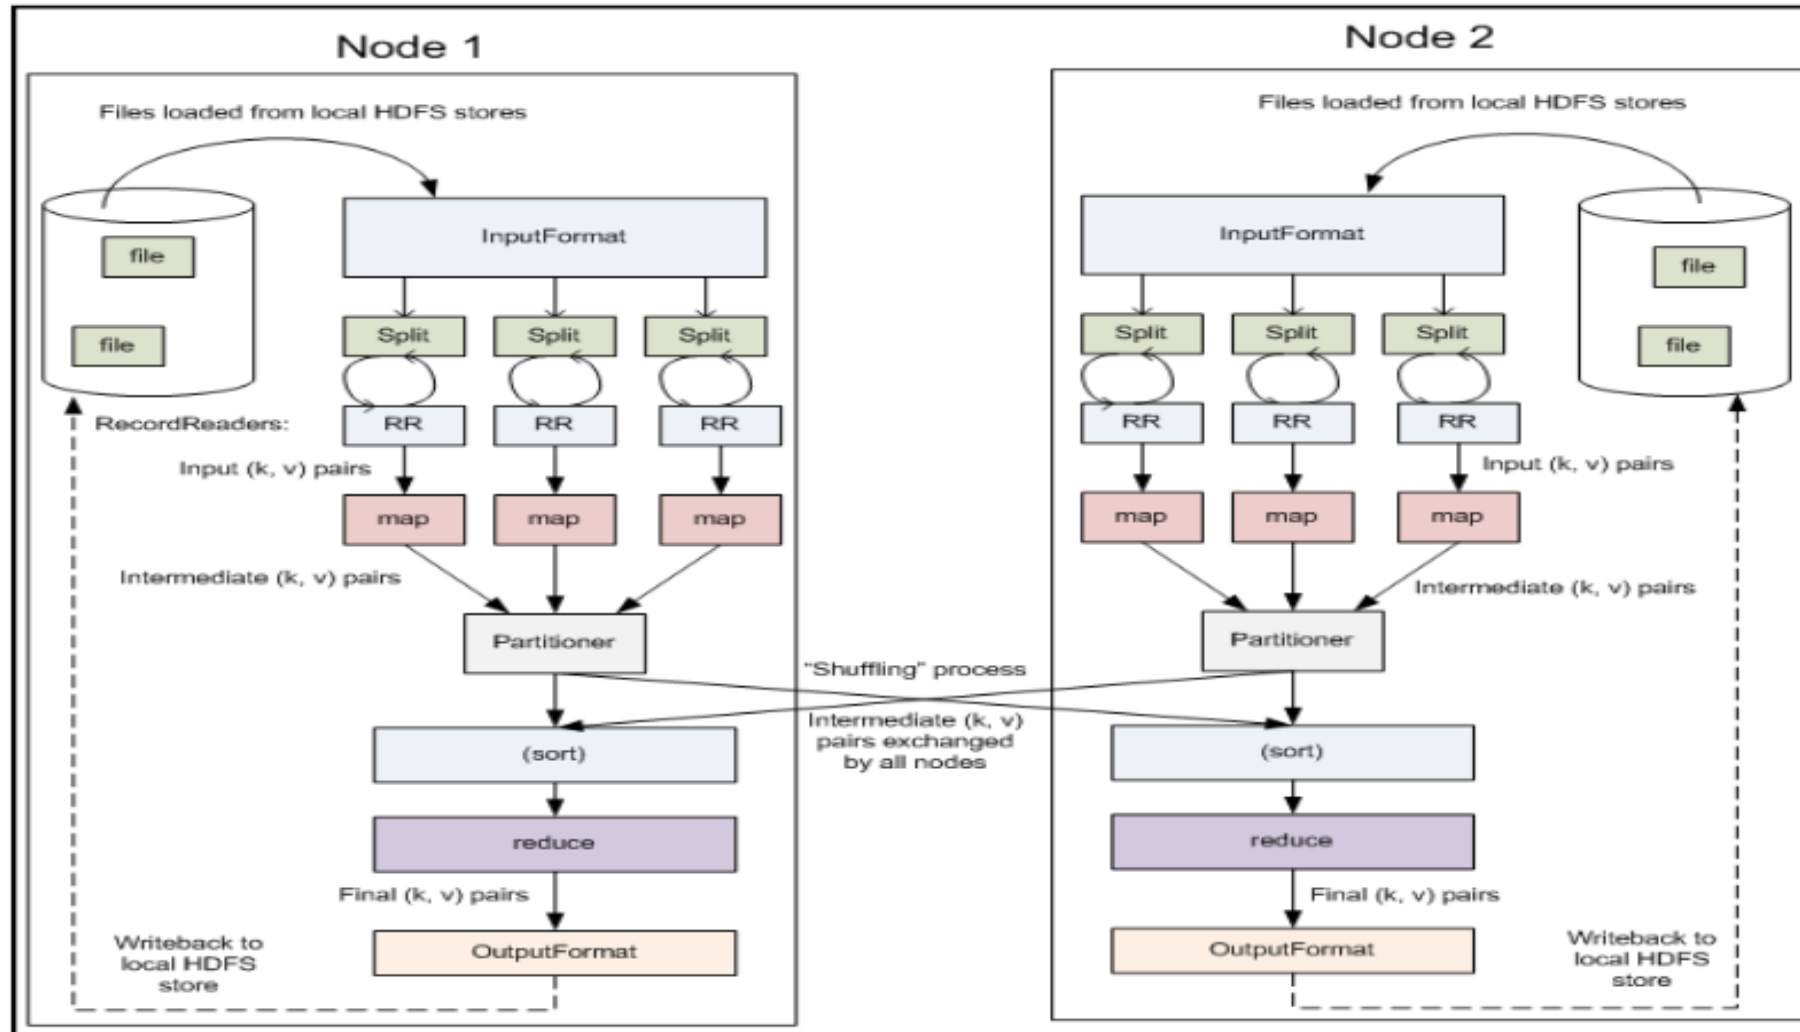 Node 1
Files loaded from local HDFS stores
file
file
InputFormat
Split Split Split
RecordReaders: RR RR RR
Input (k, v) pairs
map map map
Intermediate (k, v) pairs
Partitioner
(sort)
reduce
Final (k, v) pairs
OutputFormat
Writeback to
local HDFS
store
"Shuffling" process
Intermediate (k, v)
pairs exchanged
by all nodes
Node 2
Files loaded from local HDFS stores
InputFormat
file
file
Split Split Split
RR RR RR
Input (k, v) pairs
map map map
Intermediate (k, v) pairs
Partitioner
(sort)
reduce
Final (k, v) pairs
OutputFormat
Writeback to
local HDFS
store